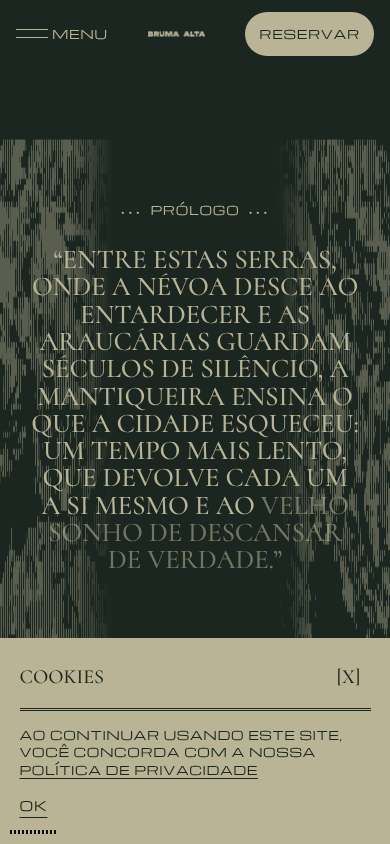 MENU
BRUMA ALTA
RESERVAR
... PRÓLOGO ...
“ENTRE ESTAS SERRAS,
ONDE A NÉVOA DESCE AO
ENTARDECER E AS
ARAUCÁRIAS GUARDAM
SÉCULOS DE SILÊNCIO, A
MANTIQUEIRA ENSINA O
QUE A CIDADE ESQUECEU:
UM TEMPO MAIS LENTO,
QUE DEVOLVE CADA UM
A SI MESMO E AO VELHO
SONHO DE DESCANSAR
DE VERDADE.”
COOKIES
[X]
AO CONTINUAR USANDO ESTE SITE,
VOCÊ CONCORDA COM A NOSSA
POLÍTICA DE PRIVACIDADE
OK